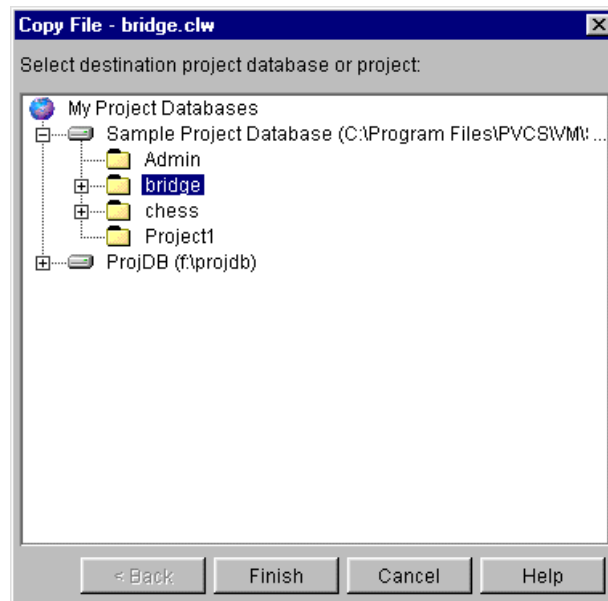 Copy File - bridge.clw
Select destination project database or project:
My Project Databases
Sample Project Database (C:\Program Files\PVCS\VM\ ...
Admin
bridge
chess
Project1
ProjDB (f:\projdb)
< Back Finish Cancel Help